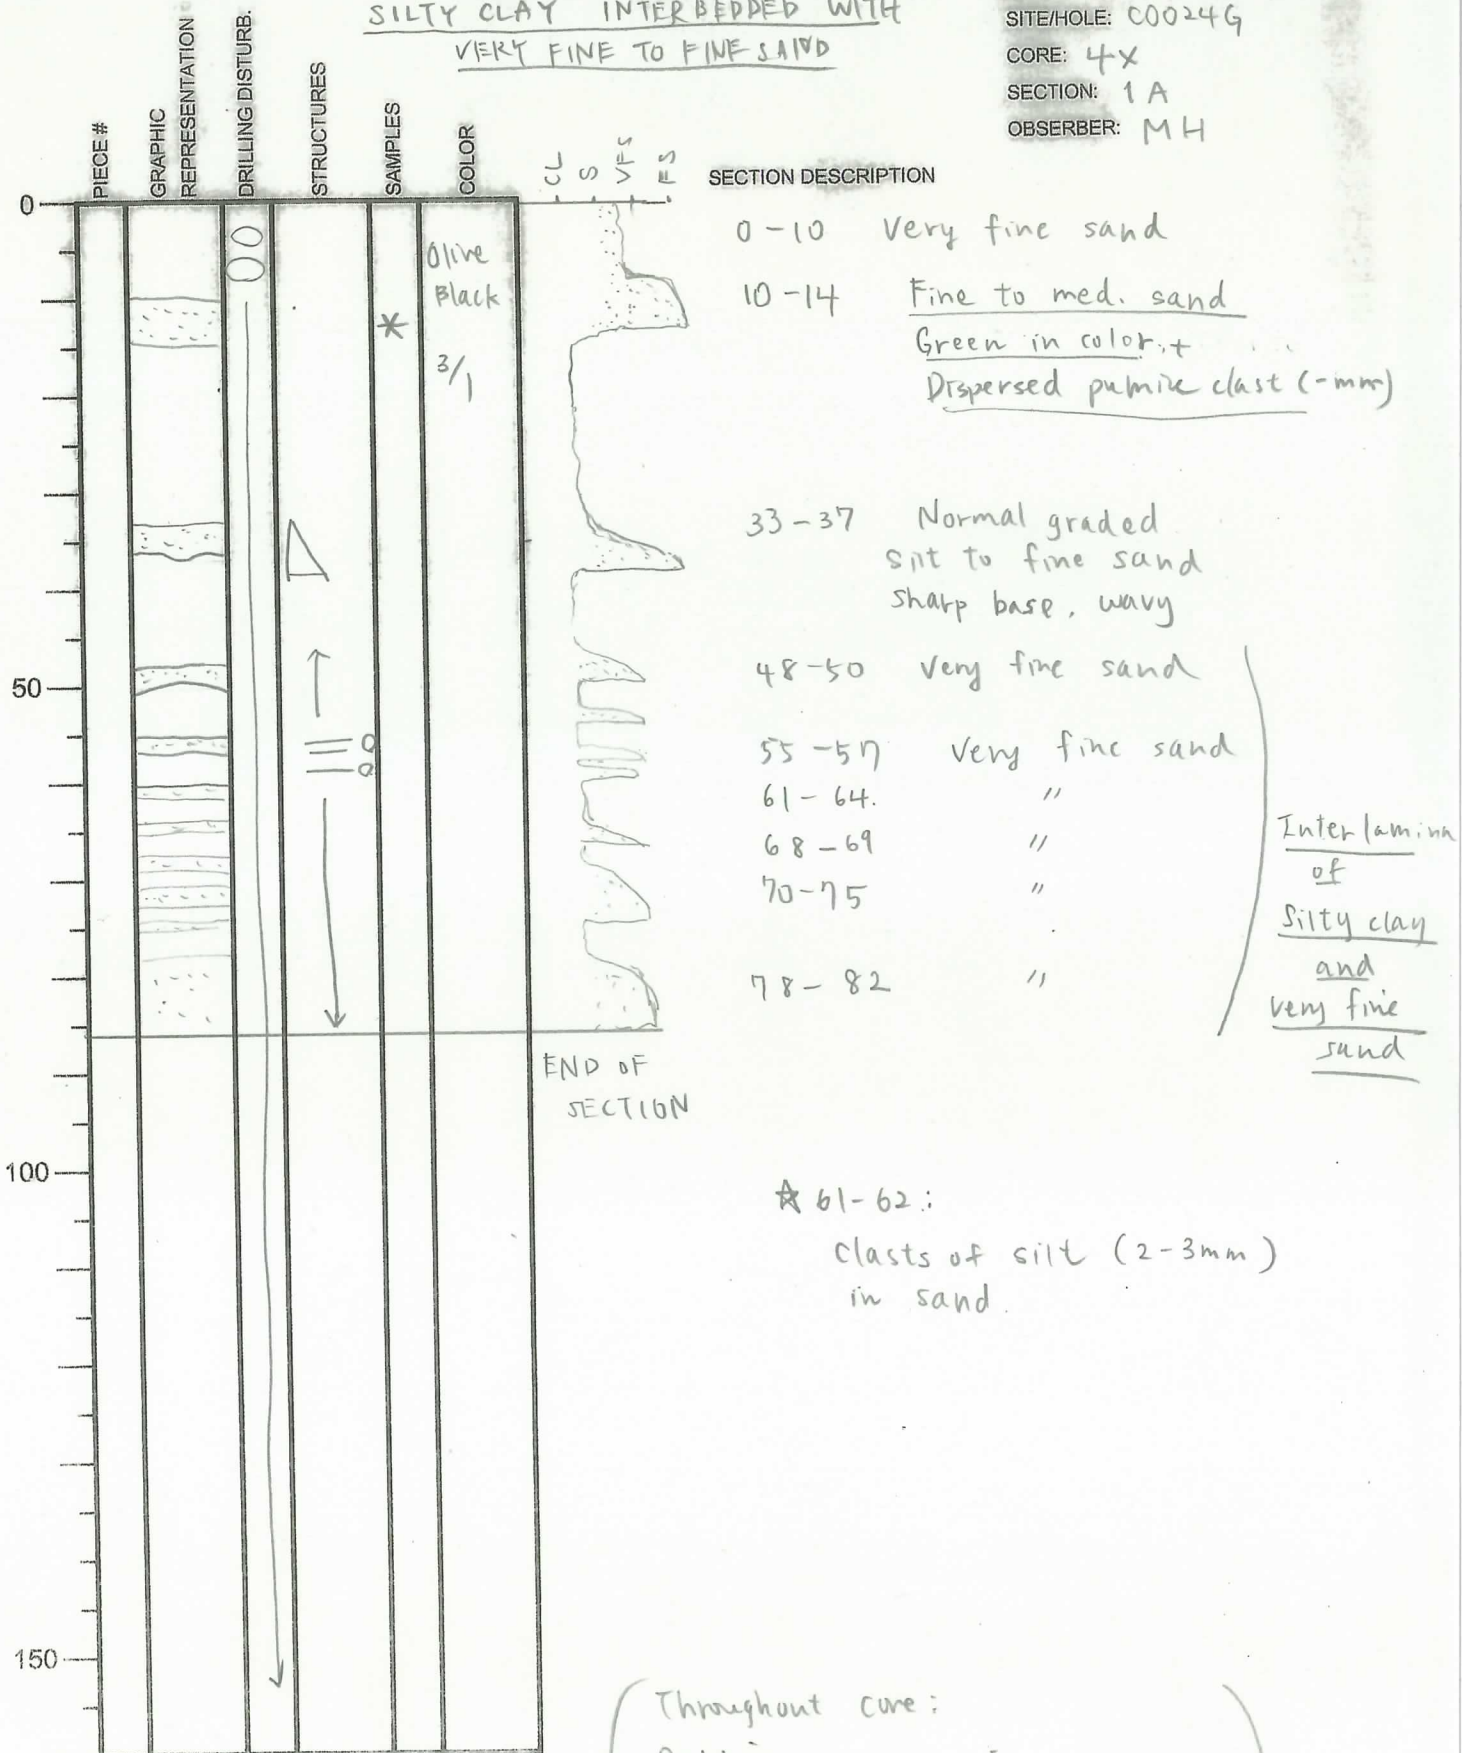 SILTY CLAY INTERBEDDED WITH
VERY FINE TO FINE SAND
SITE/HOLE: C0024G
CORE: 4X
SECTION: 1A
OBSERBER: MH
PIECE #
GRAPHIC
REPRESENTATION
DRILLING DISTURB.
STRUCTURES
SAMPLES
COLOR
CL
S
VFS
FS
SECTION DESCRIPTION
0
50
100
150
Olive
Black
3/1
*
0-10 Very fine sand
10-14 Fine to med. sand
Green in color.+
Dispersed pumice clast (-mm)
33-37 Normal graded
silt to fine sand
sharp base, wavy
48-50 very fine sand
55-57 very fine sand
61-64. "
68-69 "
70-75 "
78-82 "
Interlamina
of
Silty clay
and
very fine
sand
END OF
SECTION
☆ 61-62:
clasts of silt (2-3mm)
in sand.
Throughout core: